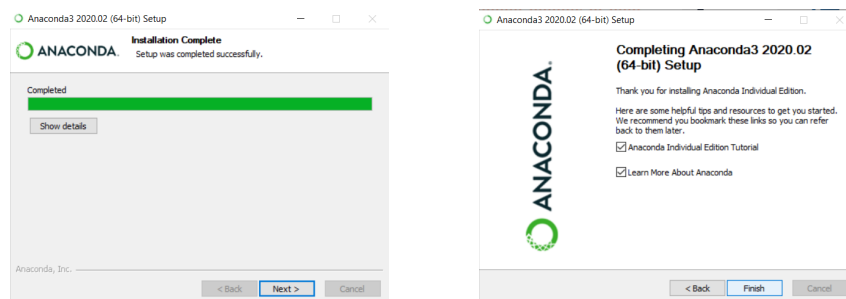 Anaconda3 2020.02 (64-bit) Setup
Installation Complete
ANACONDA.
Setup was completed successfully.
Completed
Show details
Anaconda, Inc.
< Back
Next >
Cancel
Anaconda3 2020.02 (64-bit) Setup
ANACONDA.
Completing Anaconda3 2020.02
(64-bit) Setup
Thank you for installing Anaconda Individual Edition.
Here are some helpful tips and resources to get you started.
We recommend you bookmark these links so you can refer
back to them later.
Anaconda Individual Edition Tutorial
Learn More About Anaconda
< Back
Finish
Cancel